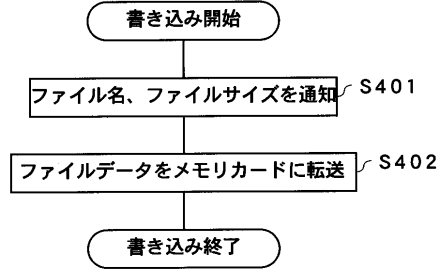 書き込み開始
ファイル名、ファイルサイズを通知
S401
ファイルデータをメモリカードに転送
S402
書き込み終了